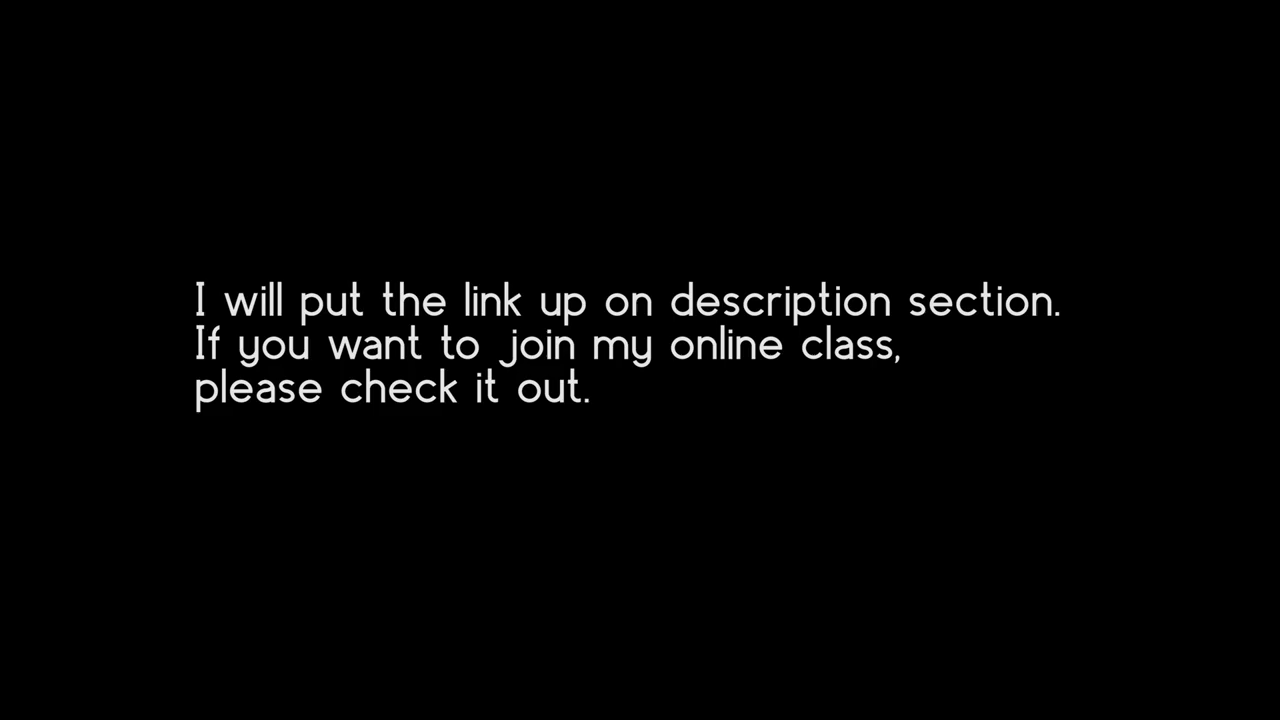 I will put the link up on description section.
If you want to join my online class,
please check it out.